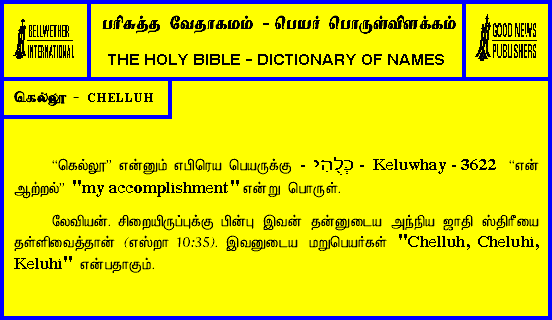 BELLWETHER
INTERNATIONAL
பரிசுத்த வேதாகமம் - பெயர் பொருள்விளக்கம்
THE HOLY BIBLE - DICTIONARY OF NAMES
GOOD NEWS
PUBLISHERS
கெல்லூ - CHELLUH
“கெல்லூ” என்னும் எபிரெய பெயருக்கு - כְּלֻהִי - Keluwhay - 3622 “என்
ஆற்றல்” "my accomplishment" என்று பொருள்.
லேவியன். சிறையிருப்புக்கு பின்பு இவன் தன்னுடைய அந்நிய ஜாதி ஸ்திரீயை
தள்ளிவைத்தான் (எஸ்றா 10:35). இவனுடைய மறுபெயர்கள் "Chelluh, Cheluhi,
Keluhi" என்பதாகும்.